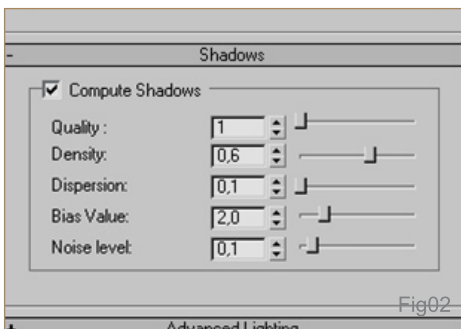 - Shadows
Compute Shadows
Quality : 1
Density: 0,6
Dispersion: 0,1
Bias Value: 2,0
Noise level: 0,1
Fig02
+ Advanced Lighting